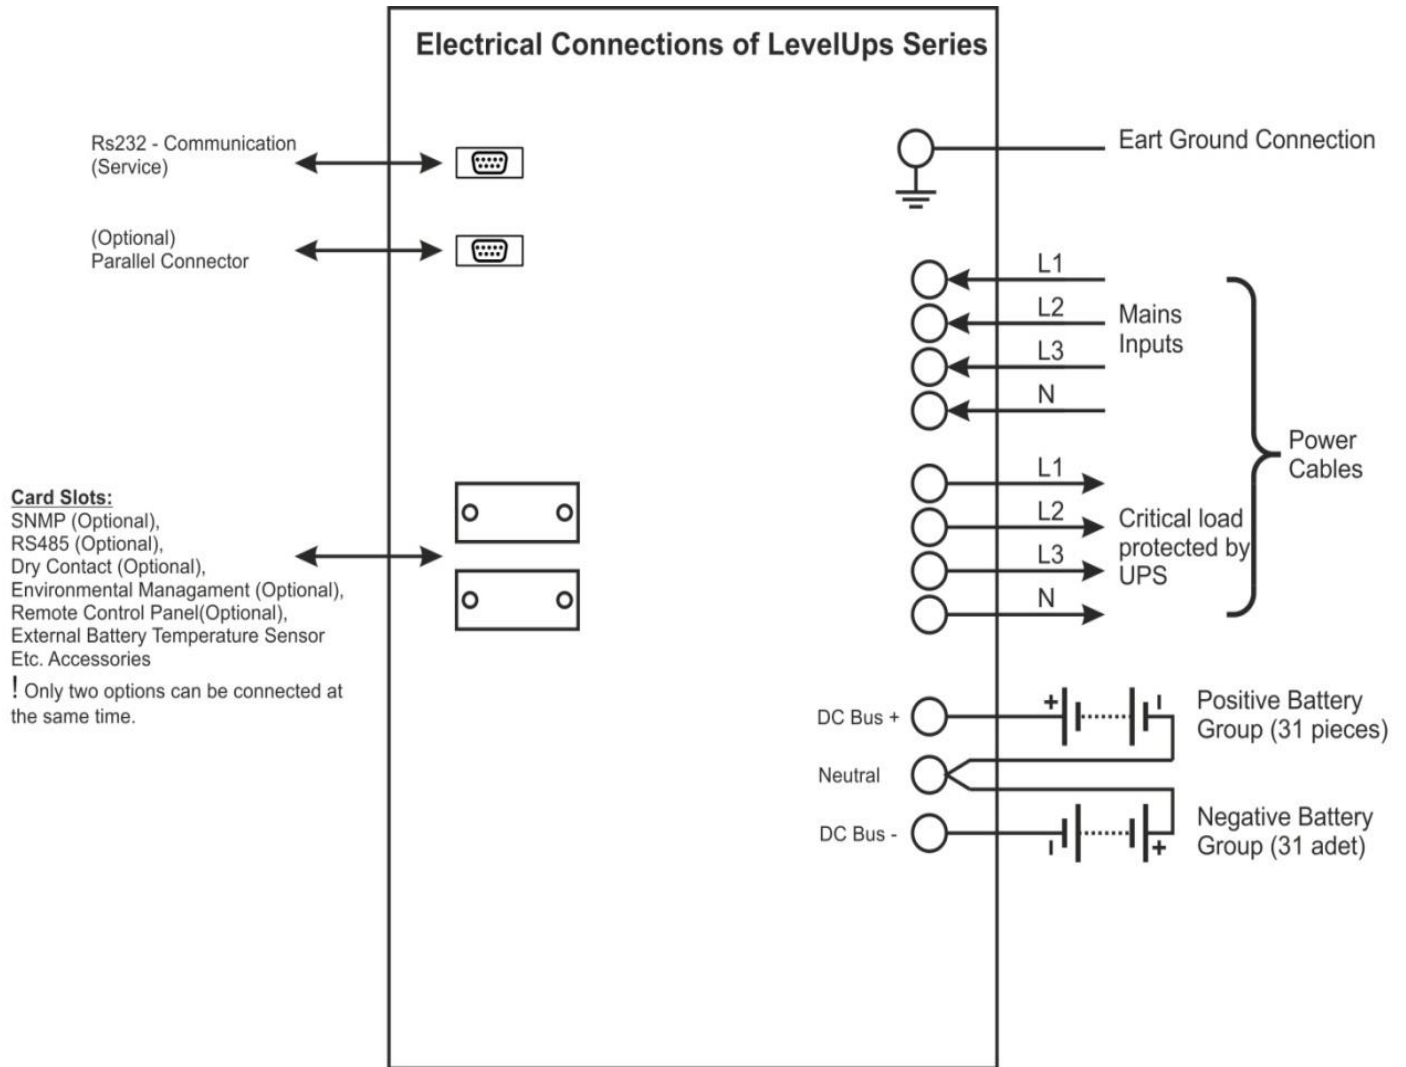 Electrical Connections of LevelUps Series
Rs232 - Communication
(Service)
(Optional)
Parallel Connector
Card Slots:
SNMP (Optional),
RS485 (Optional),
Dry Contact (Optional),
Environmental Managament (Optional),
Remote Control Panel(Optional),
External Battery Temperature Sensor
Etc. Accessories
! Only two options can be connected at
the same time.
Eart Ground Connection
L1
L2
L3
N
Mains
Inputs
L1
L2
L3
N
Critical load
protected by
UPS
Power
Cables
DC Bus +
Neutral
DC Bus -
+
-
Positive Battery
Group (31 pieces)
-
+
Negative Battery
Group (31 adet)